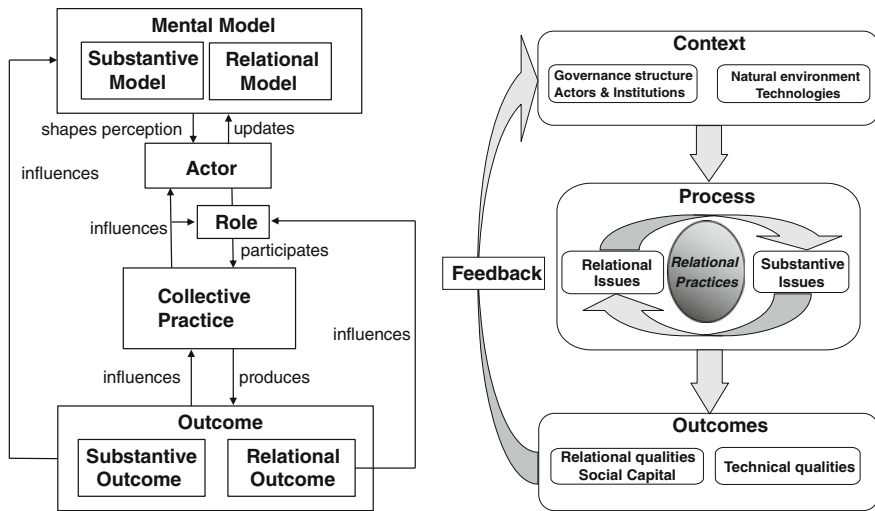 Mental Model
Substantive
Model
Relational
Model
shapes perception
updates
Actor
influences
influences
Role
participates
Collective
Practice
influences
influences
produces
Outcome
Substantive
Outcome
Relational
Outcome
Context
Governance structure
Actors & Institutions
Natural environment
Technologies
Process
Relational
Issues
Relational
Practices
Substantive
Issues
Feedback
Outcomes
Relational qualities
Social Capital
Technical qualities